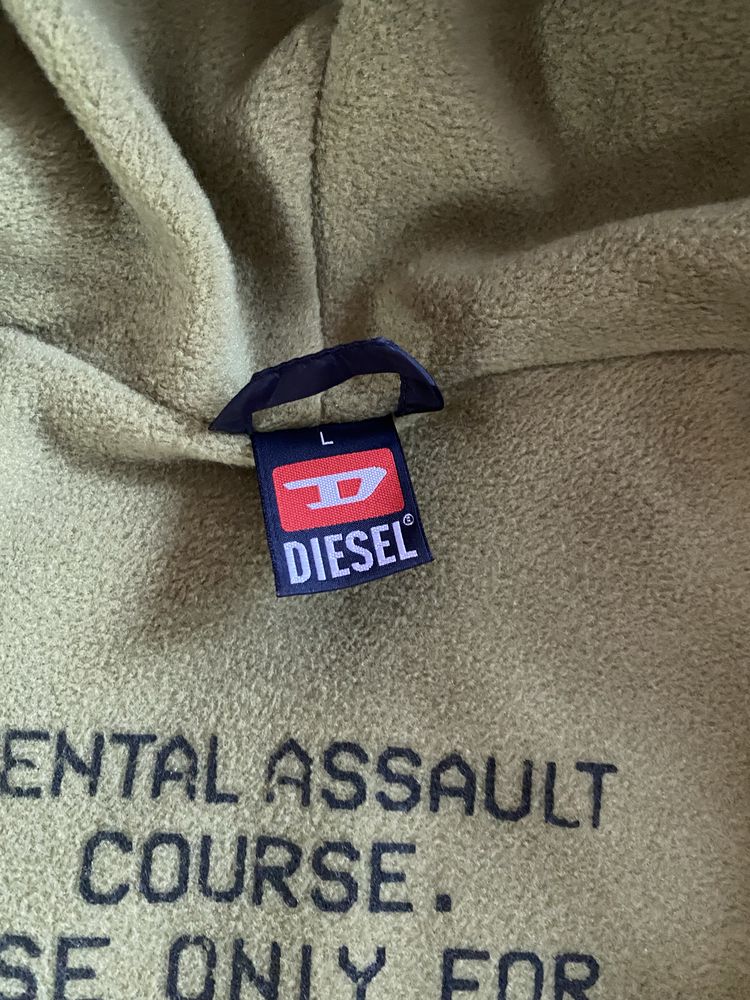 L
D
DIESEL®
ENTAL ASSAULT
COURSE.
SE ONLY FOR